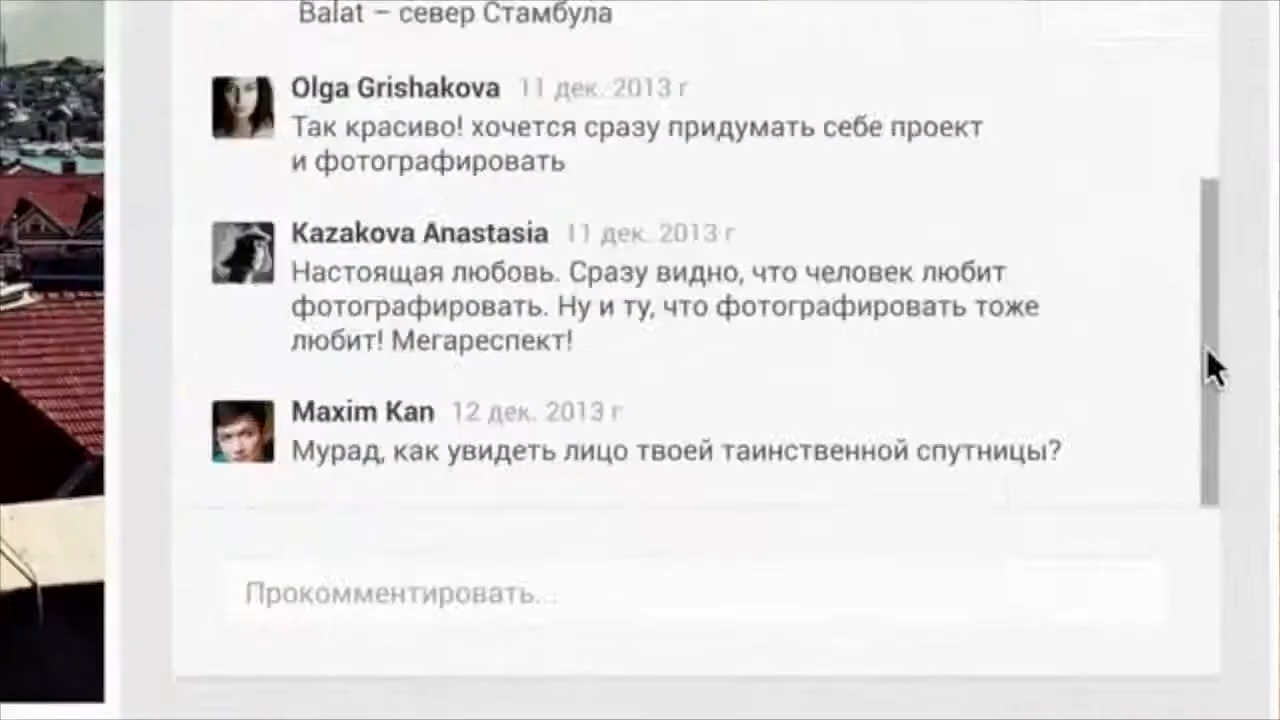 Balat – север Стамбула
Olga Grishakova 11 дек. 2013 г
Так красиво! хочется сразу придумать себе проект
и фотографировать
Kazakova Anastasia 11 дек. 2013 г
Настоящая любовь. Сразу видно, что человек любит
фотографировать. Ну и ту, что фотографировать тоже
любит! Мегареспект!
Maxim Kan 12 дек. 2013 г
Мурад, как увидеть лицо твоей таинственной спутницы?
Прокомментировать...